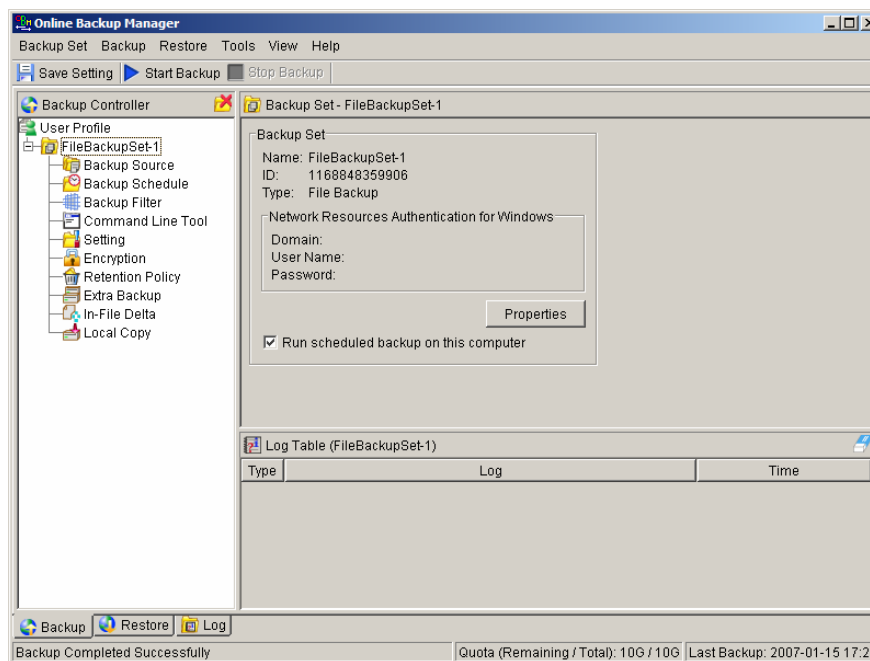 Online Backup Manager
Backup Set Backup Restore Tools View Help
Save Setting Start Backup Stop Backup
Backup Controller
User Profile
FileBackupSet-1
Backup Source
Backup Schedule
Backup Filter
Command Line Tool
Setting
Encryption
Retention Policy
Extra Backup
In-File Delta
Local Copy
Backup Set - FileBackupSet-1
Backup Set
Name: FileBackupSet-1
ID: 1168848359906
Type: File Backup
Network Resources Authentication for Windows
Domain:
User Name:
Password:
Properties
Run scheduled backup on this computer
Log Table (FileBackupSet-1)
Type Log Time
Backup Restore Log
Backup Completed Successfully Quota (Remaining / Total): 10G / 10G Last Backup: 2007-01-15 17:2